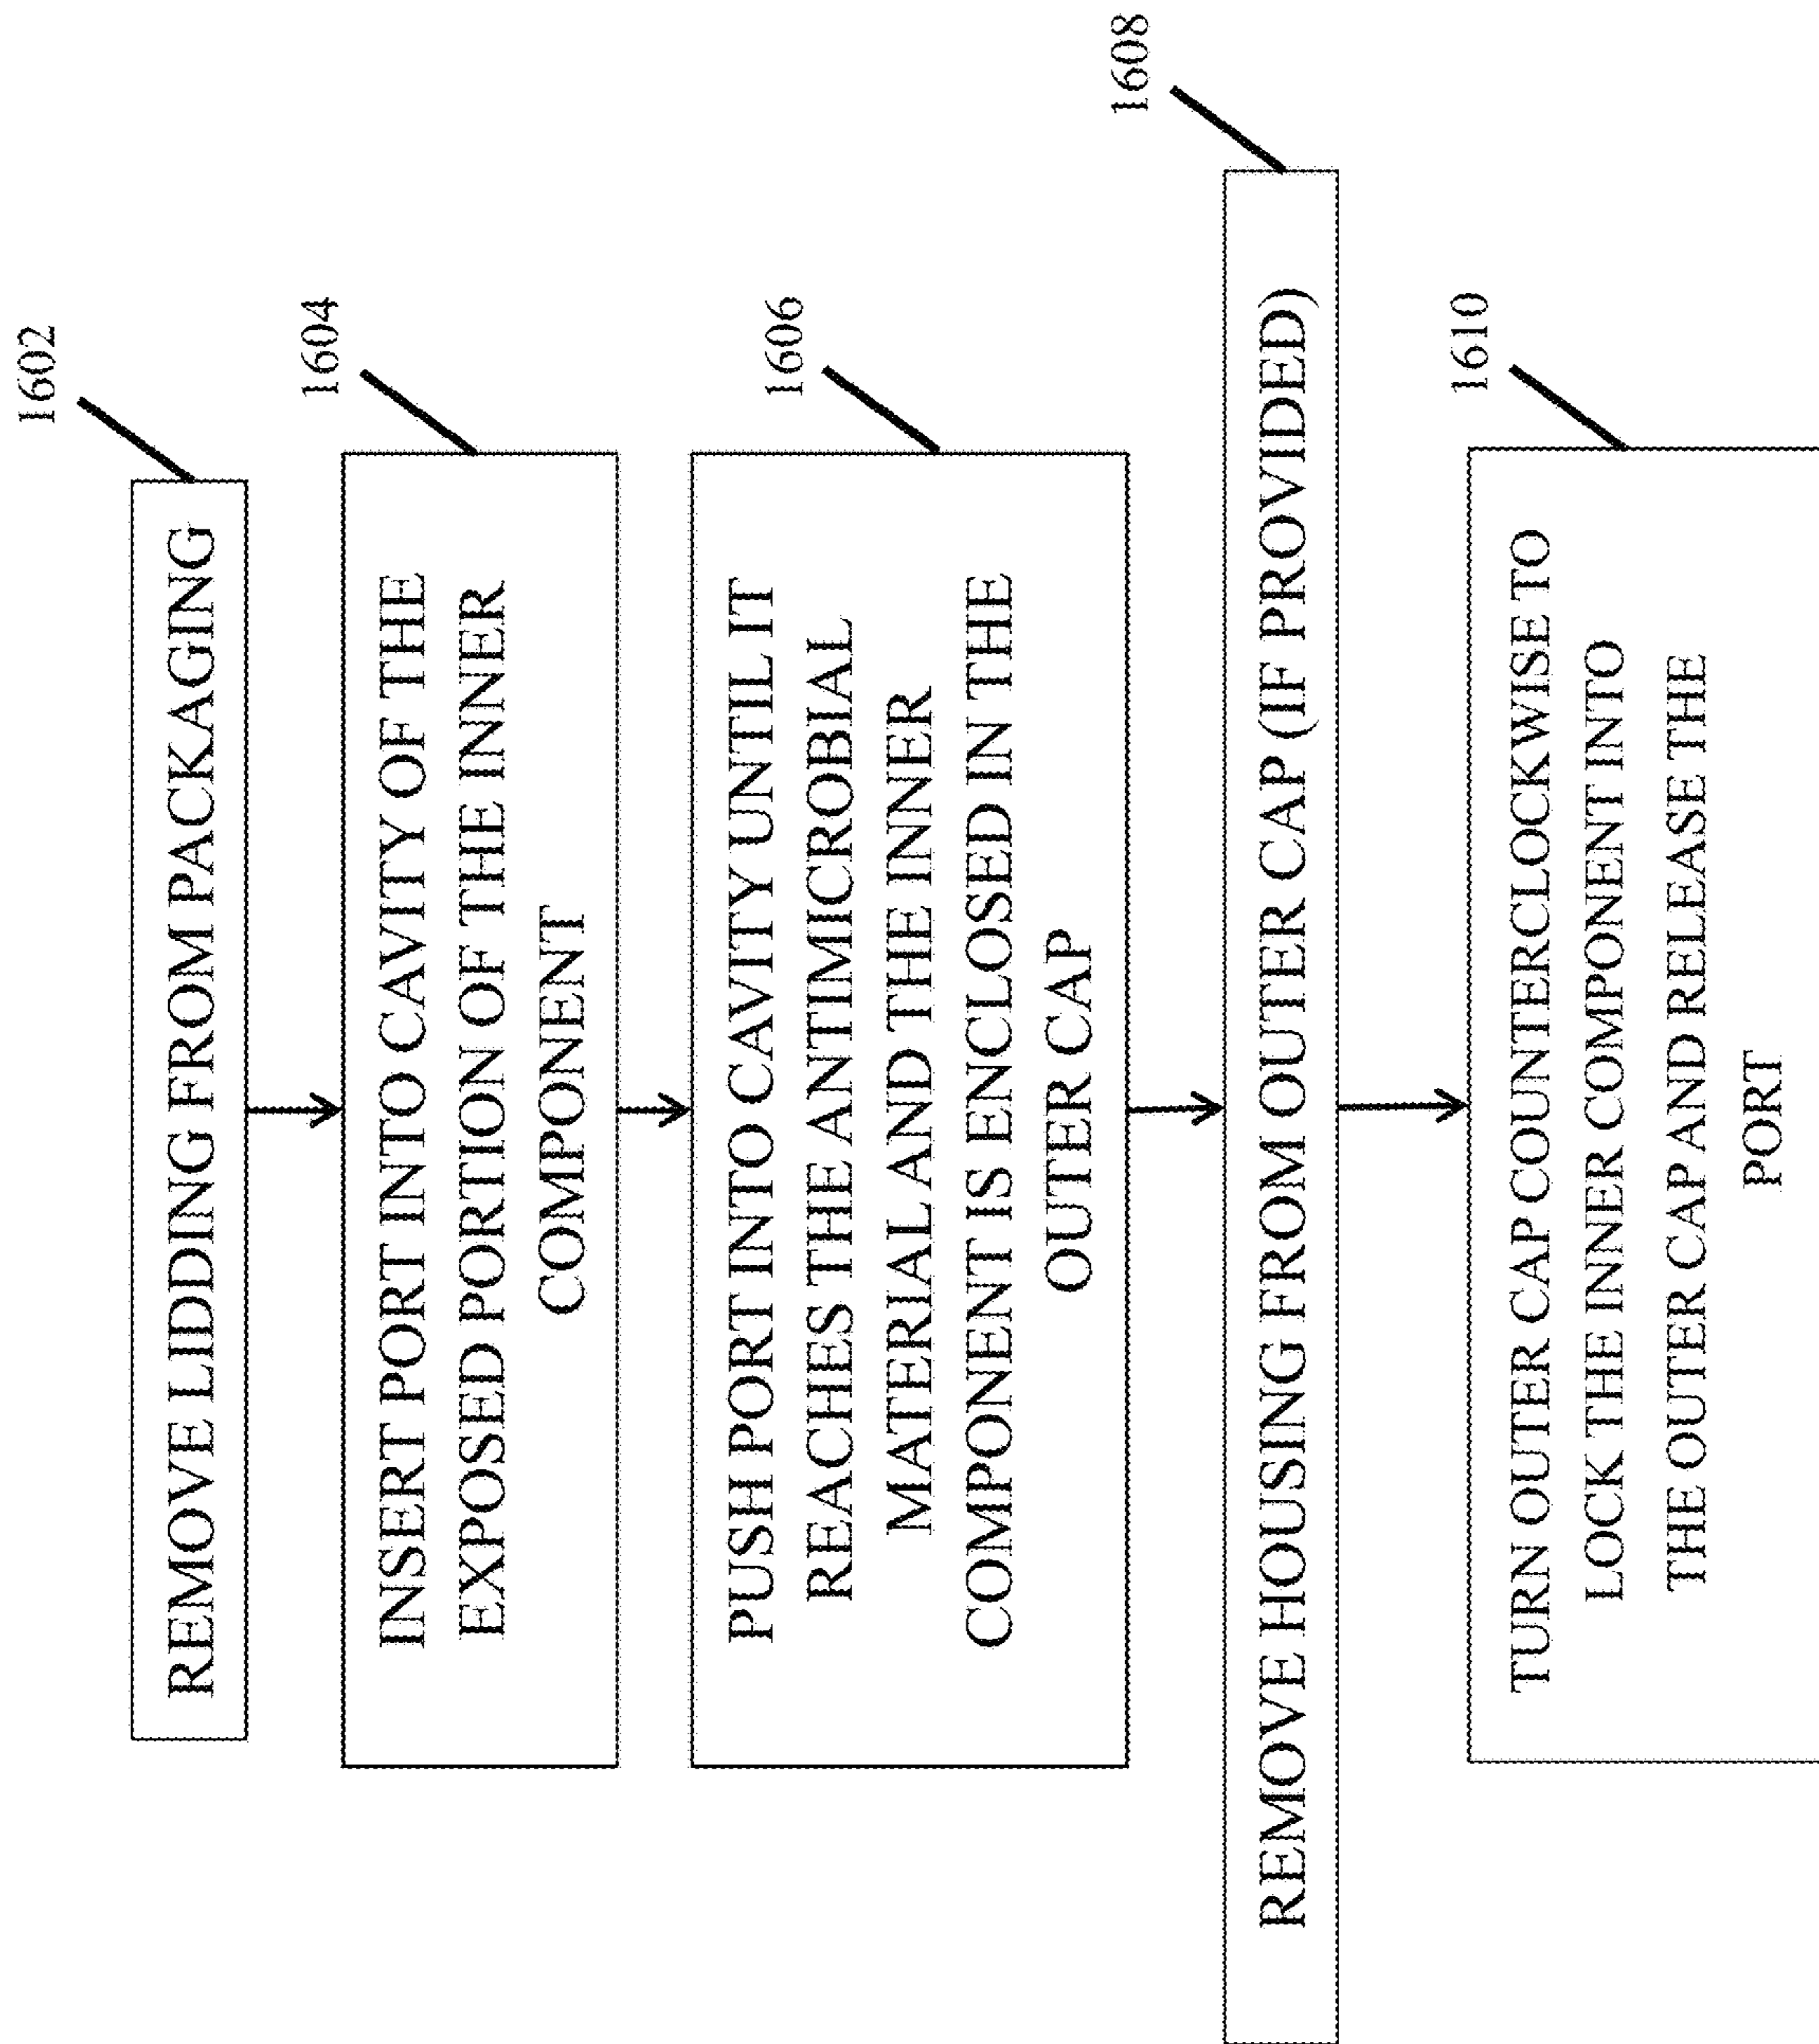 1602
REMOVE LIDDING FROM PACKAGING
1604
INSERT PORT INTO CAVITY OF THE
EXPOSED PORTION OF THE INNER
COMPONENT
1606
PUSH PORT INTO CAVITY UNTIL IT
REACHES THE ANTIMICROBIAL
MATERIAL AND THE INNER
COMPONENT IS ENCLOSED IN THE
OUTER CAP
1608
REMOVE HOUSING FROM OUTER CAP (IF PROVIDED)
1610
TURN OUTER CAP COUNTERCLOCKWISE TO
LOCK THE INNER COMPONENT INTO
THE OUTER CAP AND RELEASE THE
PORT